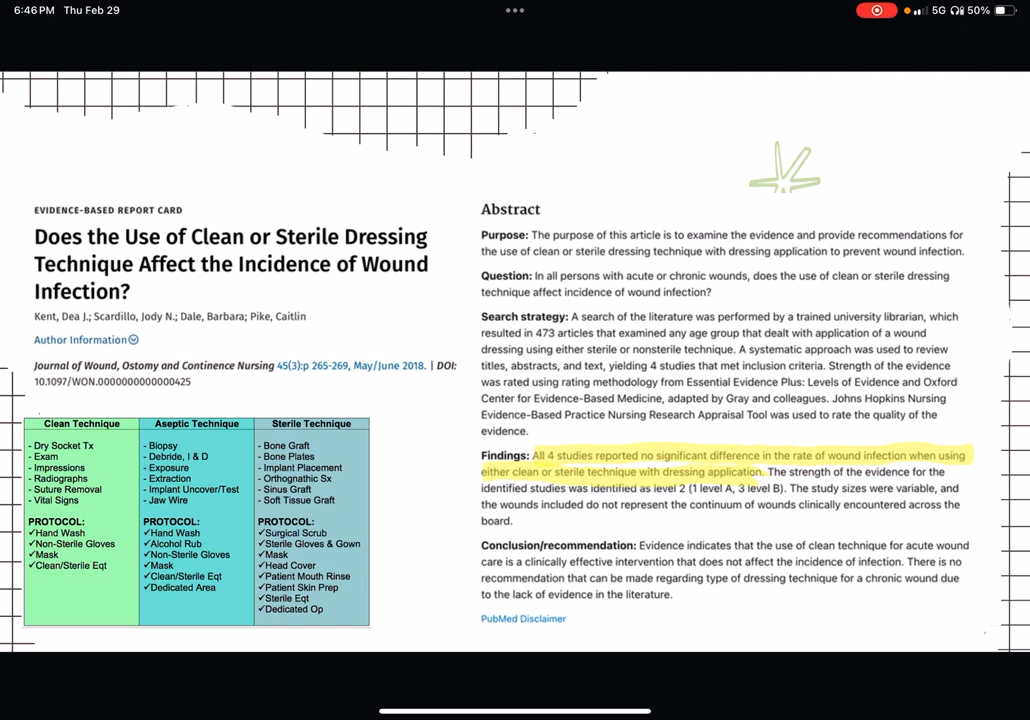 6:46 PM Thu Feb 29
5G 50%
EVIDENCE-BASED REPORT CARD
Does the Use of Clean or Sterile Dressing
Technique Affect the Incidence of Wound
Infection?
Kent, Dea J.; Scardillo, Jody N.; Dale, Barbara; Pike, Caitlin
Author Information
Journal of Wound, Ostomy and Continence Nursing 45(3):p 265-269, May/June 2018. | DOI:
10.1097/WON.0000000000000425
Clean Technique
- Dry Socket Tx
- Exam
- Impressions
- Radiographs
- Suture Removal
- Vital Signs
PROTOCOL:
✓Hand Wash
✓Non-Sterile Gloves
✓Mask
✓Clean/Sterile Eqt
Aseptic Technique
- Biopsy
- Debride, I & D
- Exposure
- Extraction
- Implant Uncover/Test
- Jaw Wire
PROTOCOL:
✓Hand Wash
✓Alcohol Rub
✓Non-Sterile Gloves
✓Mask
✓Clean/Sterile Eqt
✓Dedicated Area
Sterile Technique
- Bone Graft
- Bone Plates
- Implant Placement
- Orthognathic Sx
- Sinus Graft
- Soft Tissue Graft
PROTOCOL:
✓Surgical Scrub
✓Sterile Gloves & Gown
✓Mask
✓Head Cover
✓Patient Mouth Rinse
✓Patient Skin Prep
✓Sterile Eqt
✓Dedicated Op
Abstract
Purpose: The purpose of this article is to examine the evidence and provide recommendations for
the use of clean or sterile dressing technique with dressing application to prevent wound infection.
Question: In all persons with acute or chronic wounds, does the use of clean or sterile dressing
technique affect incidence of wound infection?
Search strategy: A search of the literature was performed by a trained university librarian, which
resulted in 473 articles that examined any age group that dealt with application of a wound
dressing using either sterile or nonsterile technique. A systematic approach was used to review
titles, abstracts, and text, yielding 4 studies that met inclusion criteria. Strength of the evidence
was rated using rating methodology from Essential Evidence Plus: Levels of Evidence and Oxford
Center for Evidence-Based Medicine, adapted by Gray and colleagues. Johns Hopkins Nursing
Evidence-Based Practice Nursing Research Appraisal Tool was used to rate the quality of the
evidence.
Findings: All 4 studies reported no significant difference in the rate of wound infection when using
either clean or sterile technique with dressing application. The strength of the evidence for the
identified studies was identified as level 2 (1 level A, 3 level B). The study sizes were variable, and
the wounds included do not represent the continuum of wounds clinically encountered across the
board.
Conclusion/recommendation: Evidence indicates that the use of clean technique for acute wound
care is a clinically effective intervention that does not affect the incidence of infection. There is no
recommendation that can be made regarding type of dressing technique for a chronic wound due
to the lack of evidence in the literature.
PubMed Disclaimer